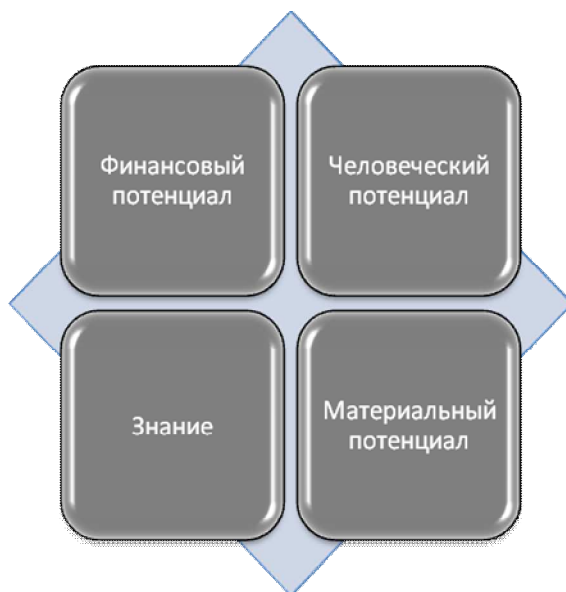 Финансовый
потенциал
Человеческий
потенциал
Знание
Материальный
потенциал